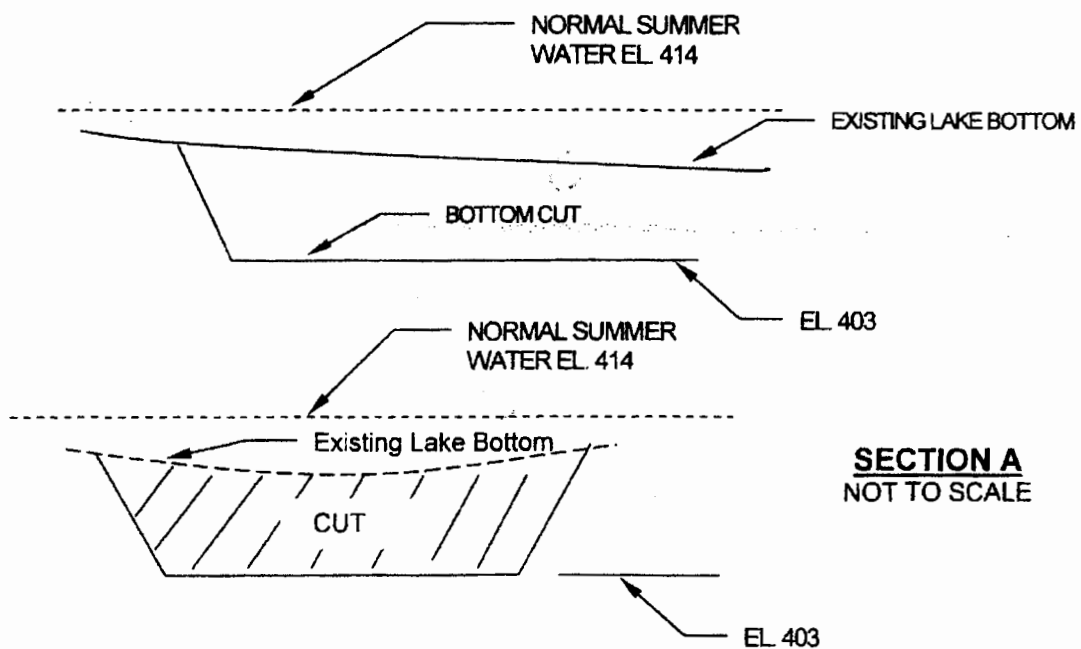 NORMAL SUMMER
WATER EL. 414
EXISTING LAKE BOTTOM
BOTTOM CUT
EL. 403
NORMAL SUMMER
WATER EL. 414
Existing Lake Bottom
SECTION A
NOT TO SCALE
CUT
EL. 403